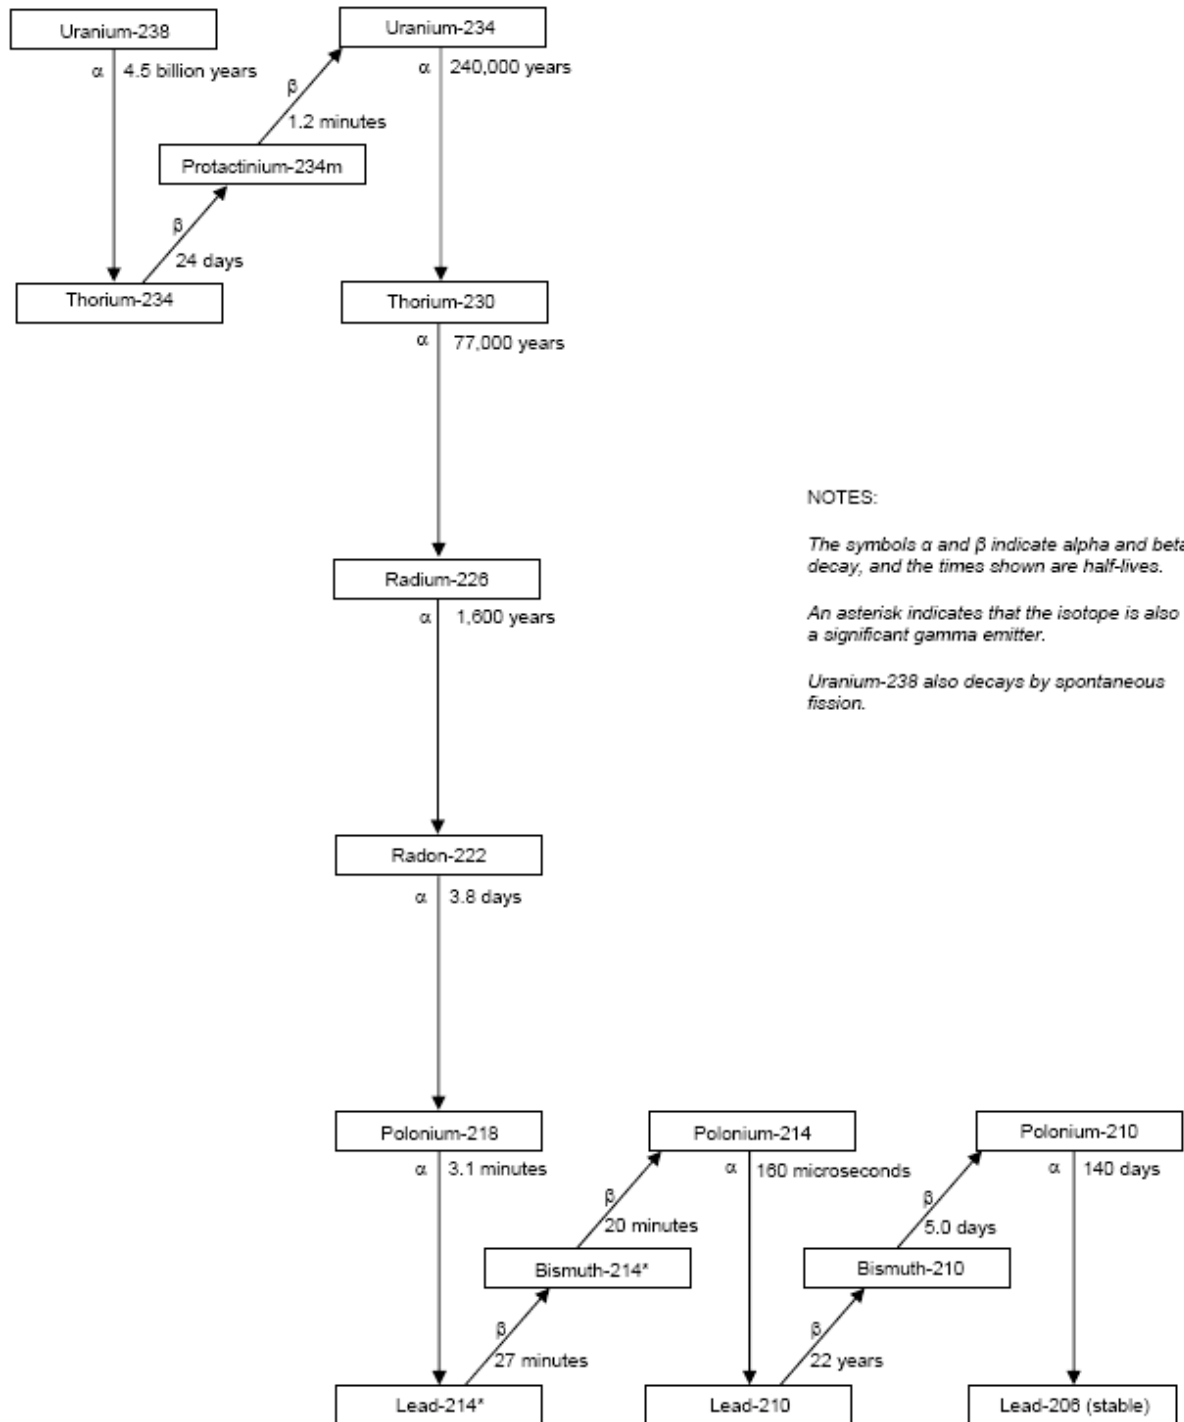 Uranium-238
Uranium-234
α 4.5 billion years
α 240,000 years
β
1.2 minutes
Protactinium-234m
β
24 days
Thorium-234
Thorium-230
α 77,000 years
NOTES:
The symbols α and β indicate alpha and beta
decay, and the times shown are half-lives.
An asterisk indicates that the isotope is also
a significant gamma emitter.
Uranium-238 also decays by spontaneous
fission.
Radium-226
α 1,600 years
Radon-222
α 3.8 days
Polonium-218
Polonium-214
Polonium-210
α 3.1 minutes
α 160 microseconds
α 140 days
β
20 minutes
β
5.0 days
Bismuth-214*
Bismuth-210
β
27 minutes
β
22 years
Lead-214*
Lead-210
Lead-206 (stable)